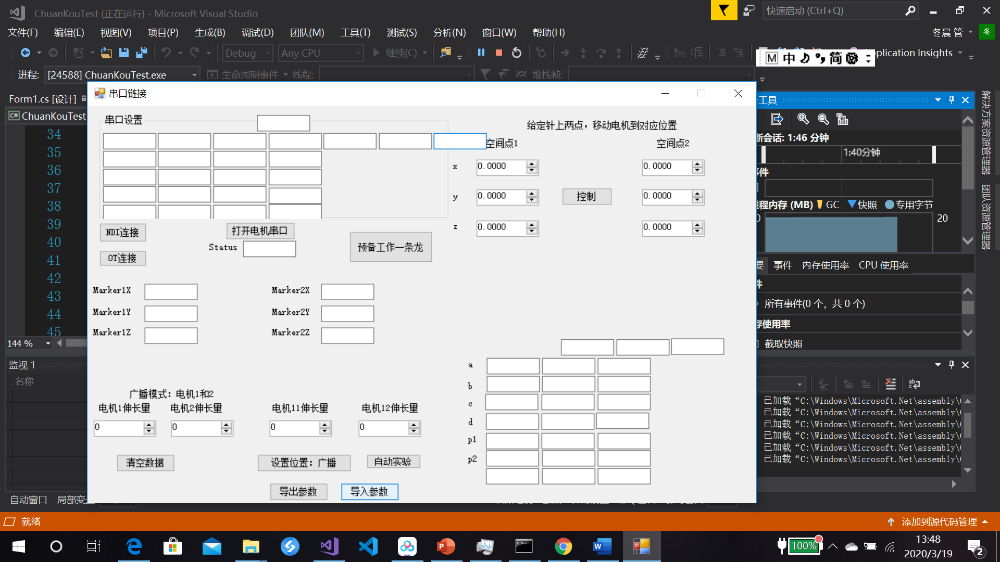 ChuanKouTest (正在运行) - Microsoft Visual Studio
快速启动 (Ctrl+Q)
文件(F) 编辑(E) 视图(V) 项目(P) 生成(B) 调试(D) 团队(M) 工具(T) 测试(S) 分析(N) 窗口(W) 帮助(H)
冬晨 管 冬
Debug Any CPU 继续(C)
M 中 简
pplication Insights
进程: [24588] ChuanKouTest.exe 生命周期事件 线程: 堆栈帧:
Form1.cs [设计]
ChuanKouTest
34
35
36
37
38
39
40
41
42
43
44
45
144 %
监视 1
名称
自动窗口 局部变
串口链接
串口设置
给定针上两点，移动电机到对应位置
空间点1 空间点2
x 0.0000 0.0000
y 0.0000 控制 0.0000
z 0.0000 0.0000
NDI连接 打开电机串口
Status 预备工作一条龙
OT连接
Marker1X Marker2X
Marker1Y Marker2Y
Marker1Z Marker2Z
a
b
c
d
p1
p2
广播模式：电机1和2
电机1伸长量 电机2伸长量 电机11伸长量 电机12伸长量
0 0 0 0
清空数据 设置位置：广播 自动实验
导出参数 导入参数
工具
断会话: 1:46 分钟
1:40分钟
事件
进程内存 (MB) GC 快照 专用字节
0 20
要 事件 内存使用率 CPU 使用率
件
所有事件(0 个，共 0 个)
存使用率
截取快照
已加载“C:\Windows\Microsoft.Net\assembly\
已加载“C:\Windows\Microsoft.Net\assembly\
已加载“C:\Windows\Microsoft.Net\assembly\
已加载“C:\Windows\Microsoft.Net\assembly\
已加载“C:\Windows\Microsoft.Net\assembly\
已加载“C:\Windows\Microsoft.Net\assembly\
解决方案资源管理器
团队资源管理器
就绪
添加到源代码管理
100%
13:48
2020/3/19
2